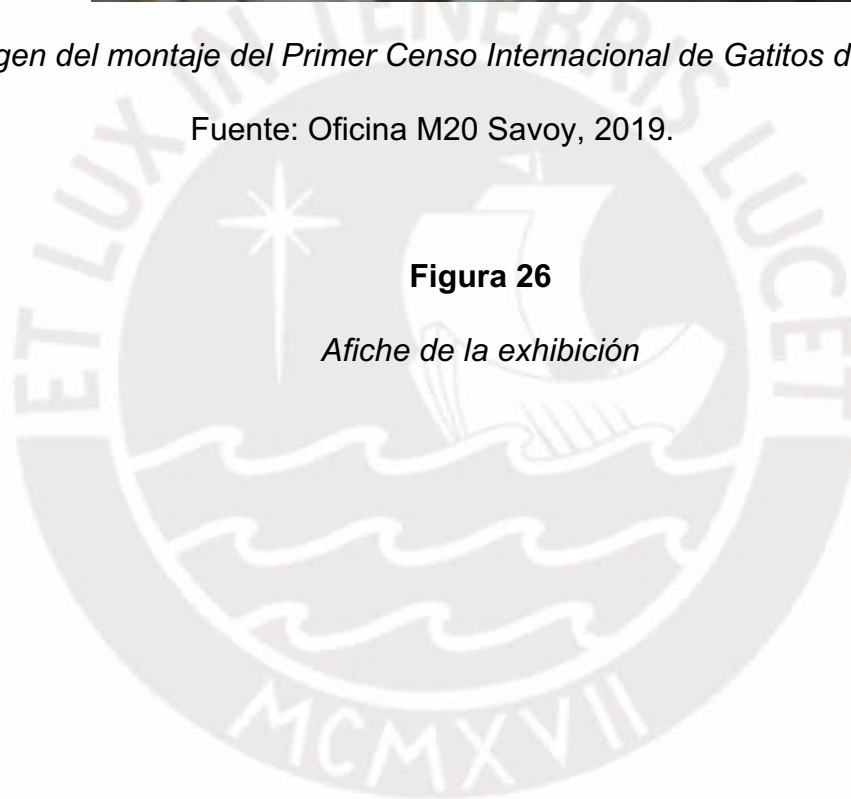 gen del montaje del Primer Censo Internacional de Gatitos d
Fuente: Oficina M20 Savoy, 2019.
Figura 26
Afiche de la exhibición
ET LUX IN TENEBRIS LUCET
MCMXVII